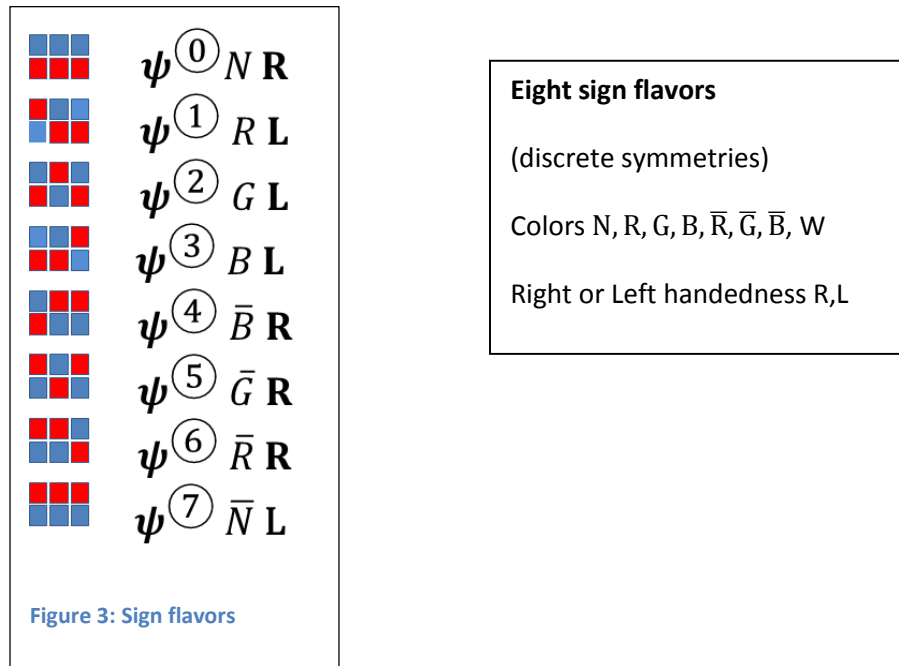 ψ⓪ N R
ψ① R L
ψ② G L
ψ③ B L
ψ④ B̄ R
ψ⑤ Ḡ R
ψ⑥ R̄ R
ψ⑦ N̄ L
Figure 3: Sign flavors
Eight sign flavors
(discrete symmetries)
Colors N, R, G, B, R̄, Ḡ, B̄, W
Right or Left handedness R,L